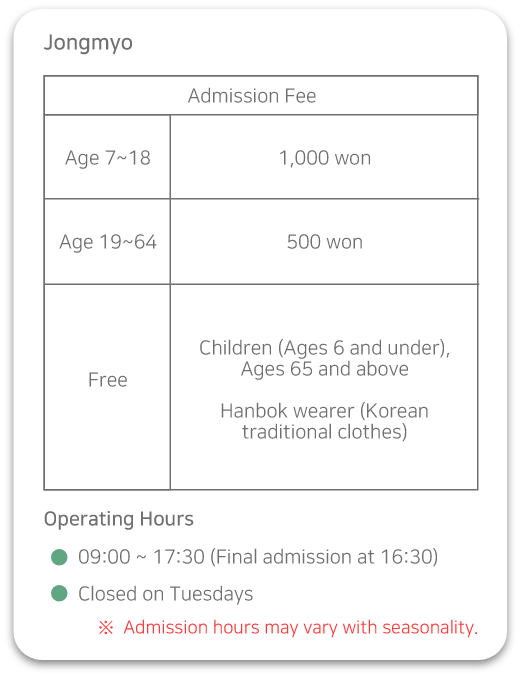 Jongmyo
Admission Fee
Age 7~18
1,000 won
Age 19~64
500 won
Free
Children (Ages 6 and under),
Ages 65 and above
Hanbok wearer (Korean
traditional clothes)
Operating Hours
09:00 ~ 17:30 (Final admission at 16:30)
Closed on Tuesdays
※ Admission hours may vary with seasonality.